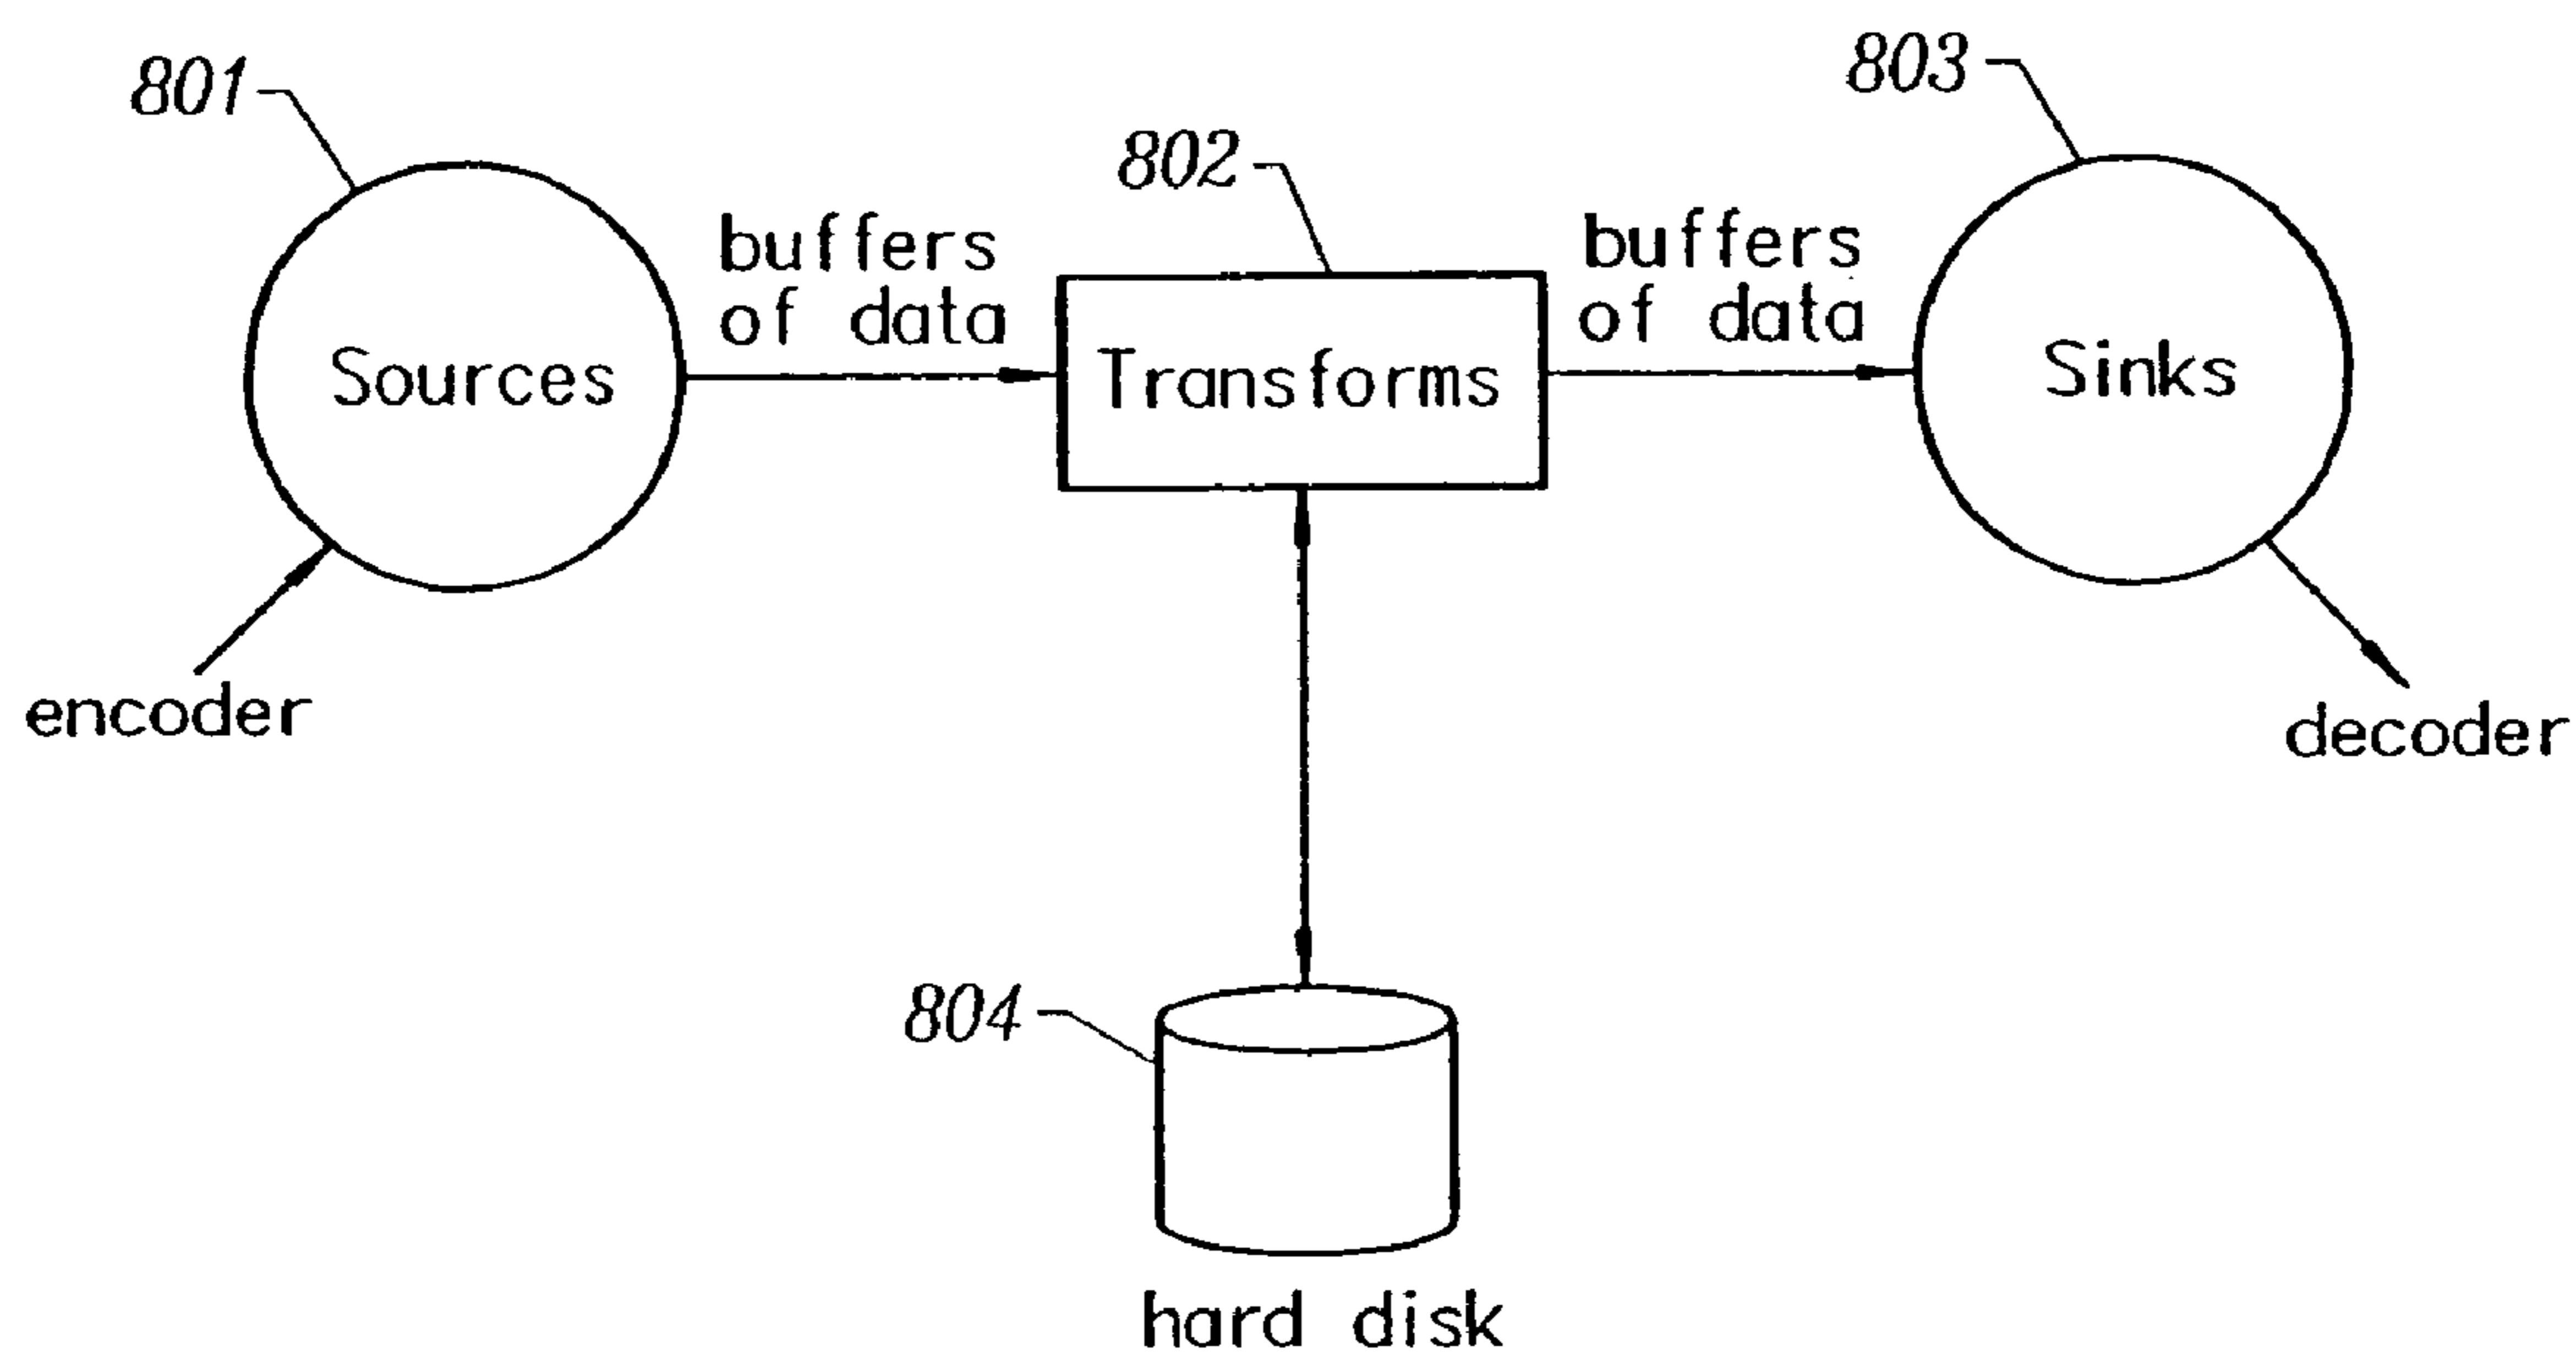 801
803
802
buffers
of data
buffers
of data
Sources
Transforms
Sinks
encoder
decoder
804
hard disk